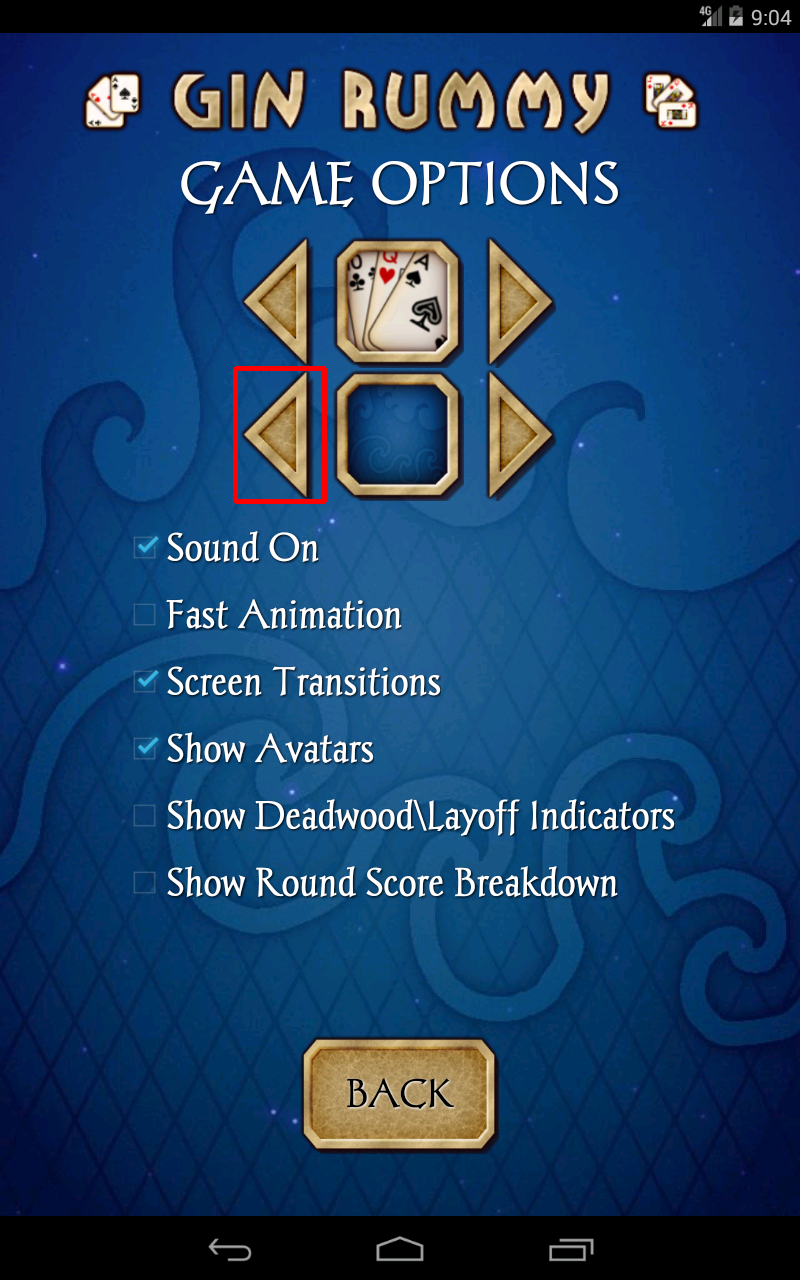 4G 9:04
GIN RUMMY
GAME OPTIONS
Q A
Sound On
Fast Animation
Screen Transitions
Show Avatars
Show Deadwood\Layoff Indicators
Show Round Score Breakdown
BACK